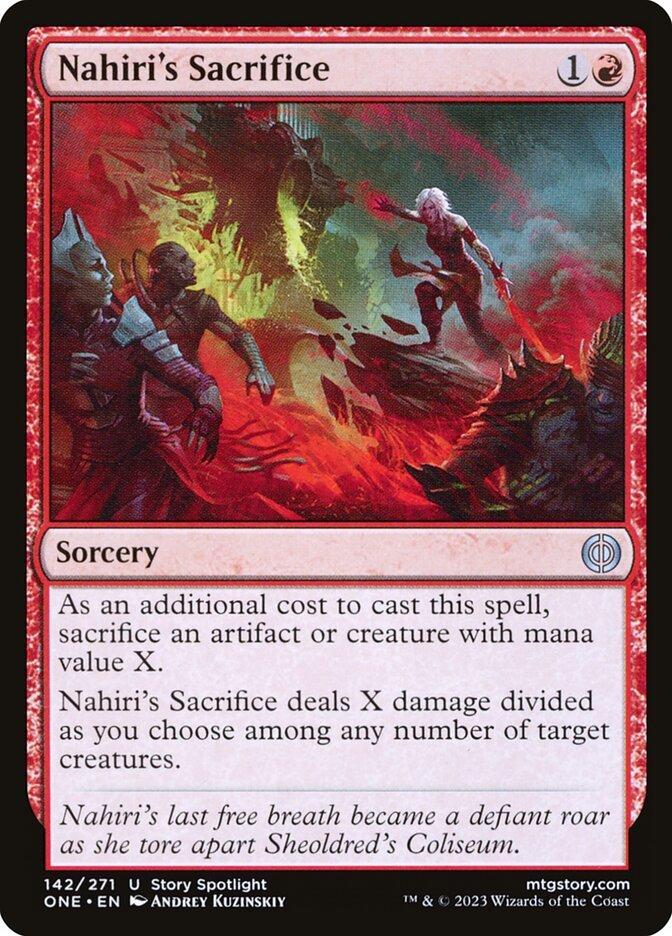 Nahiri's Sacrifice 1
Sorcery
As an additional cost to cast this spell,
sacrifice an artifact or creature with mana
value X.
Nahiri's Sacrifice deals X damage divided
as you choose among any number of target
creatures.
Nahiri's last free breath became a defiant roar
as she tore apart Sheoldred's Coliseum.
142/271 U Story Spotlight mtgstory.com
ONE • EN Andrey Kuzinskiy ™ & © 2023 Wizards of the Coast